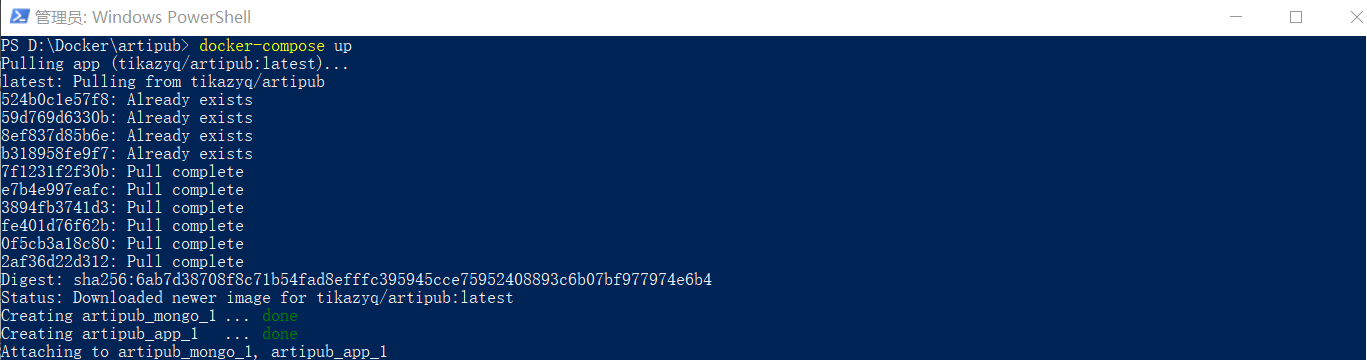 管理员: Windows PowerShell
PS D:\Docker\artipub> docker-compose up
Pulling app (tikazyq/artipub:latest)...
latest: Pulling from tikazyq/artipub
524b0c1e57f8: Already exists
59d769d6330b: Already exists
8ef837d85b6e: Already exists
b318958fe9f7: Already exists
7f1231f2f30b: Pull complete
e7b4e997eafc: Pull complete
3894fb3741d3: Pull complete
fe401d76f62b: Pull complete
0f5cb3a18c80: Pull complete
2af36d22d312: Pull complete
Digest: sha256:6ab7d38708f8c71b54fad8efffc395945cce75952408893c6b07bf977974e6b4
Status: Downloaded newer image for tikazyq/artipub:latest
Creating artipub_mongo_1 ... done
Creating artipub_app_1   ... done
Attaching to artipub_mongo_1, artipub_app_1